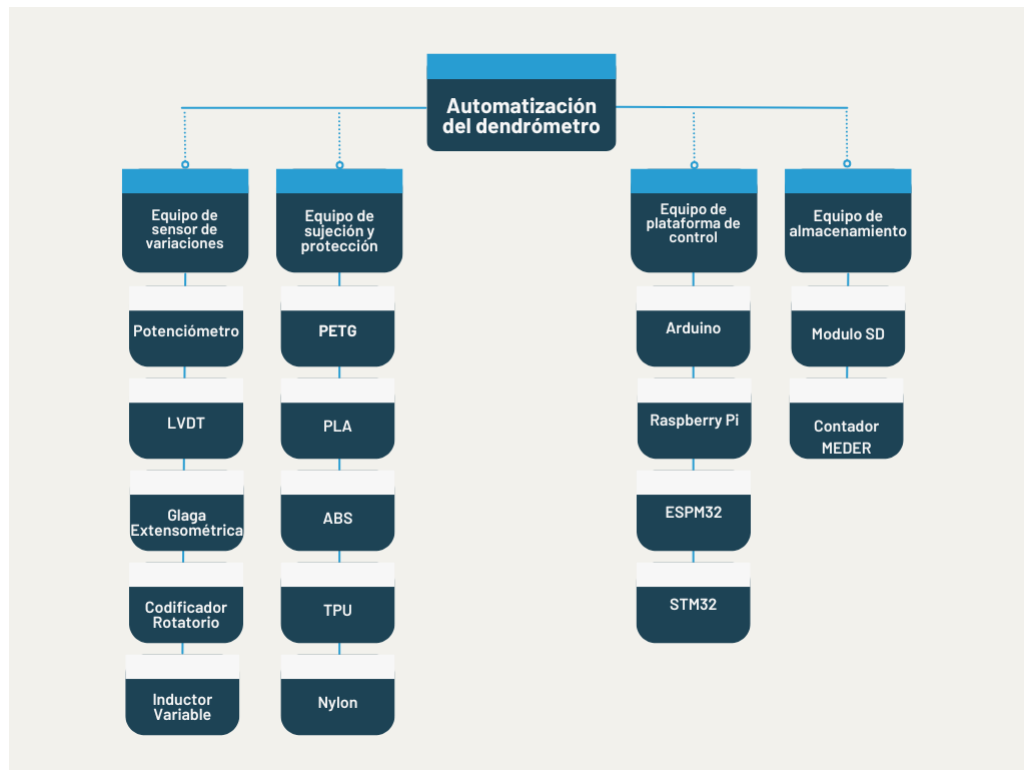 Automatización
del dendrómetro
Equipo de
sensor de
variaciones
Equipo de
sujeción y
protección
Equipo de
plataforma de
control
Equipo de
almacenamiento
Potenciómetro
PETG
Arduino
Modulo SD
LVDT
PLA
Raspberry Pi
Contador
MEDER
Glaga
Extensométrica
ABS
ESPM32
Codificador
Rotatorio
TPU
STM32
Inductor
Variable
Nylon